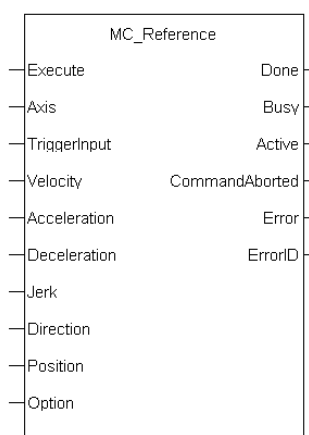 MC_Reference
Execute Done
Axis Busy
TriggerInput Active
Velocity CommandAborted
Acceleration Error
Deceleration ErrorID
Jerk
Direction
Position
Option